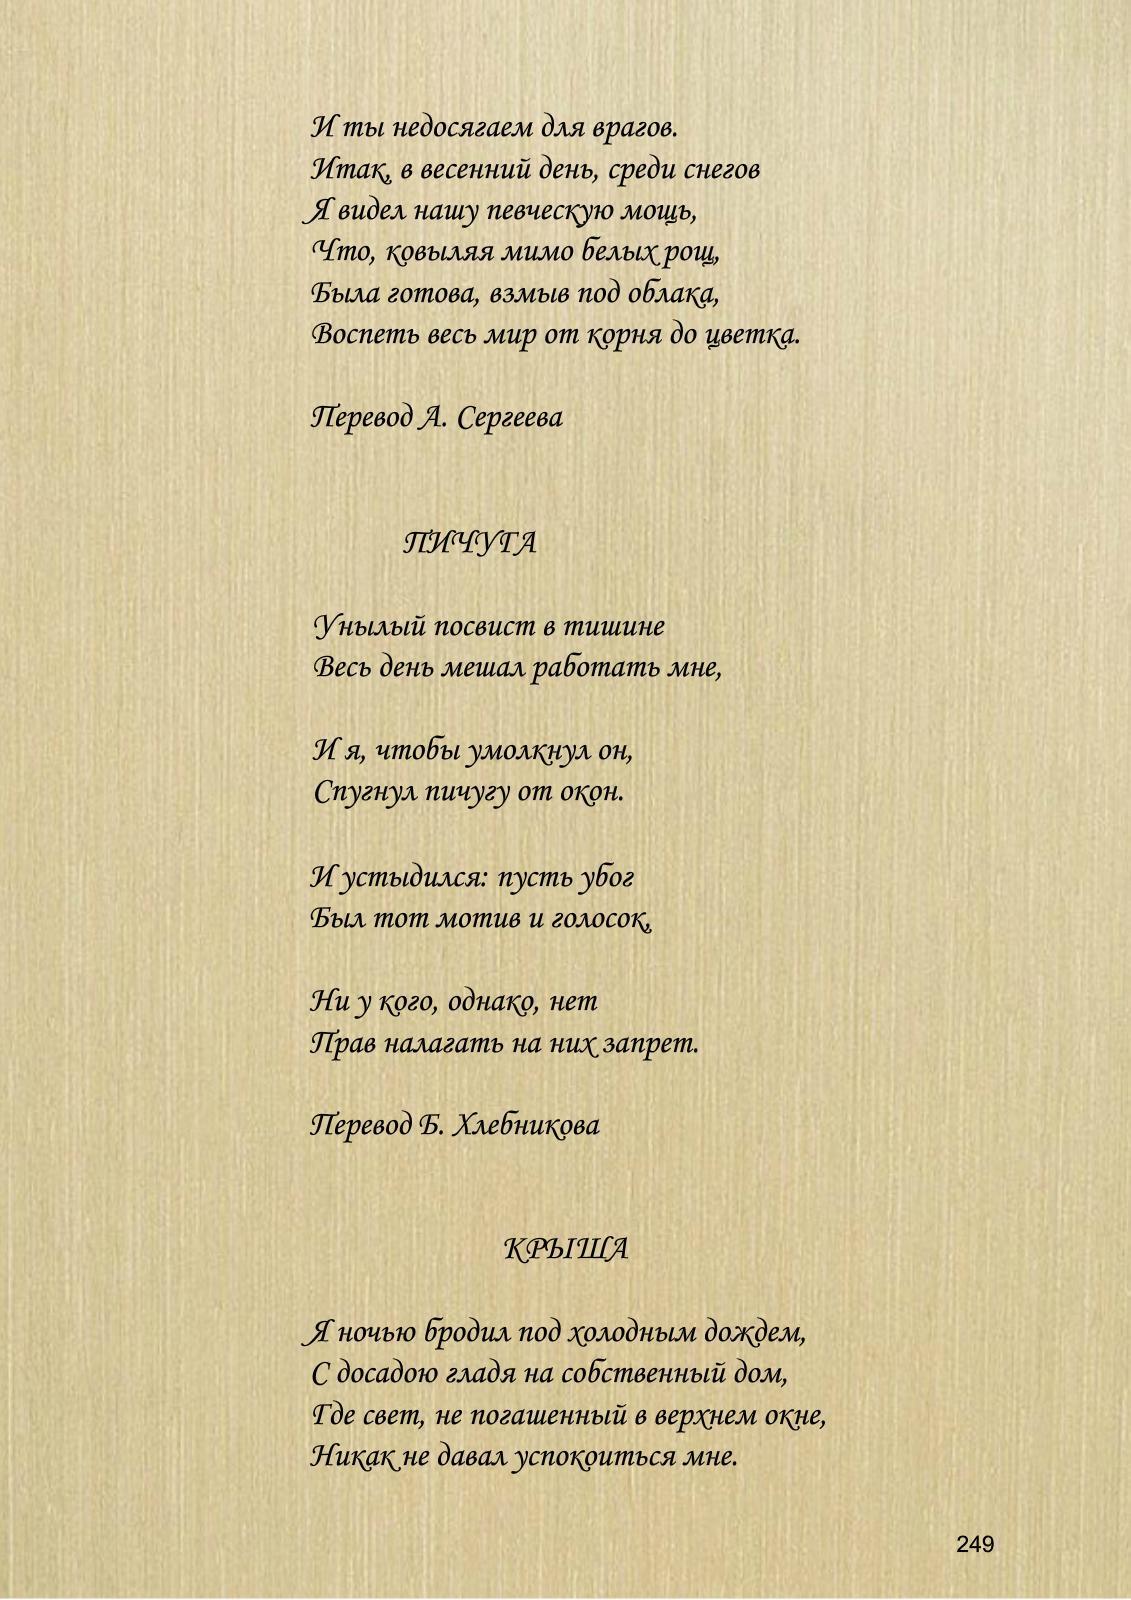 И ты недосягаем для врагов.
Итак, в весенний день, среди снегов
Я видел нашу певческую мощь,
Что, ковыляя мимо белых рощ,
Была готова, взмыв под облака,
Воспеть весь мир от корня до цветка.
Перевод А. Сергеева
ПИЧУГА
Унылый посвист в тишине
Весь день мешал работать мне,
И я, чтобы умолкнул он,
Спугнул пичугу от окон.
И устыдился: пусть убог
Был тот мотив и голосок,
Ни у кого, однако, нет
Прав налагать на них запрет.
Перевод Б. Хлебникова
КРЫША
Я ночью бродил под холодным дождем,
С досадою гладя на собственный дом,
Где свет, не погашенный в верхнем окне,
Никак не давал успокоиться мне.
249